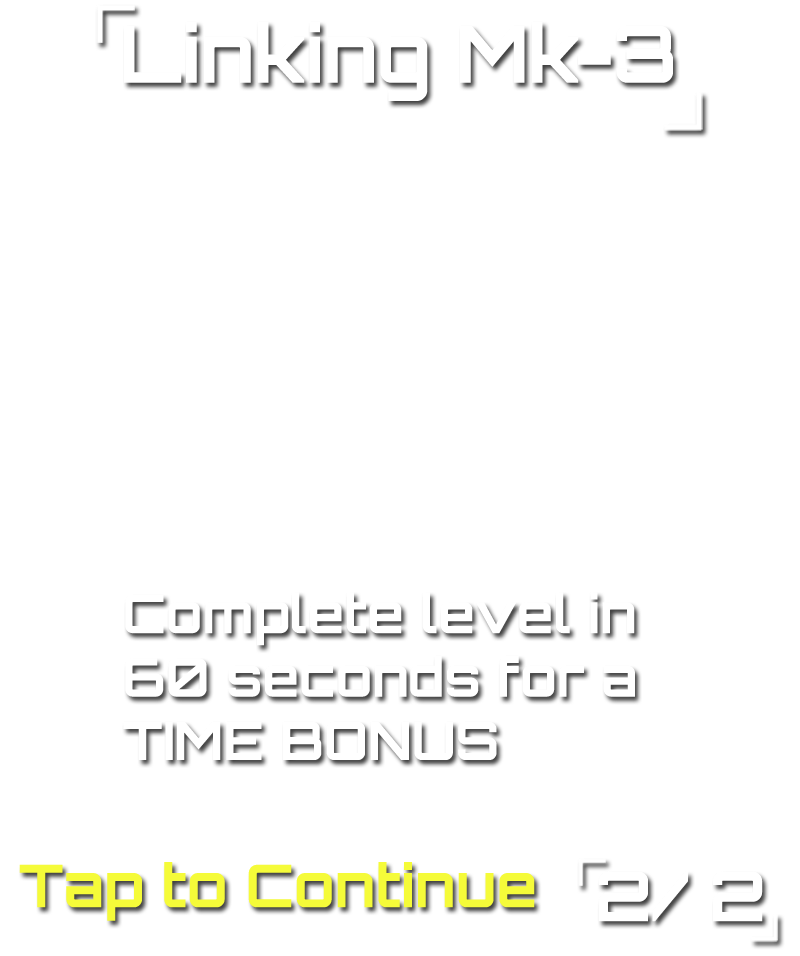 Linking Mk-3
Complete level in
60 seconds for a
TIME BONUS
Tap to Continue
2/ 2